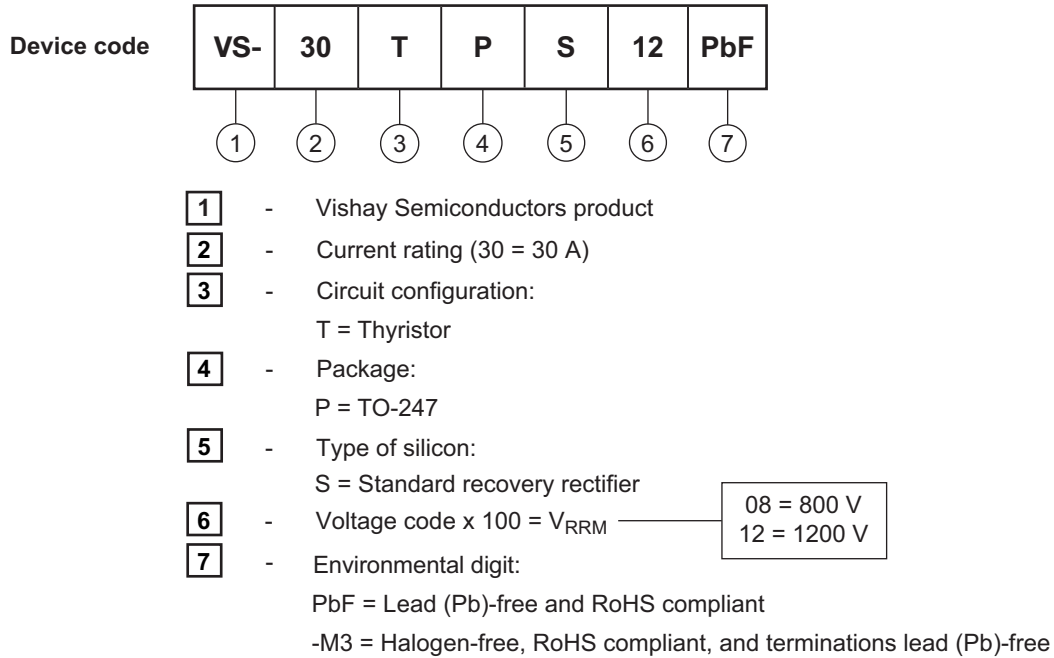 Device code
VS- 30 T P S 12 PbF
1 2 3 4 5 6 7
1 - Vishay Semiconductors product
2 - Current rating (30 = 30 A)
3 - Circuit configuration:
T = Thyristor
4 - Package:
P = TO-247
5 - Type of silicon:
S = Standard recovery rectifier
6 - Voltage code x 100 = VRRM
08 = 800 V
12 = 1200 V
7 - Environmental digit:
PbF = Lead (Pb)-free and RoHS compliant
-M3 = Halogen-free, RoHS compliant, and terminations lead (Pb)-free